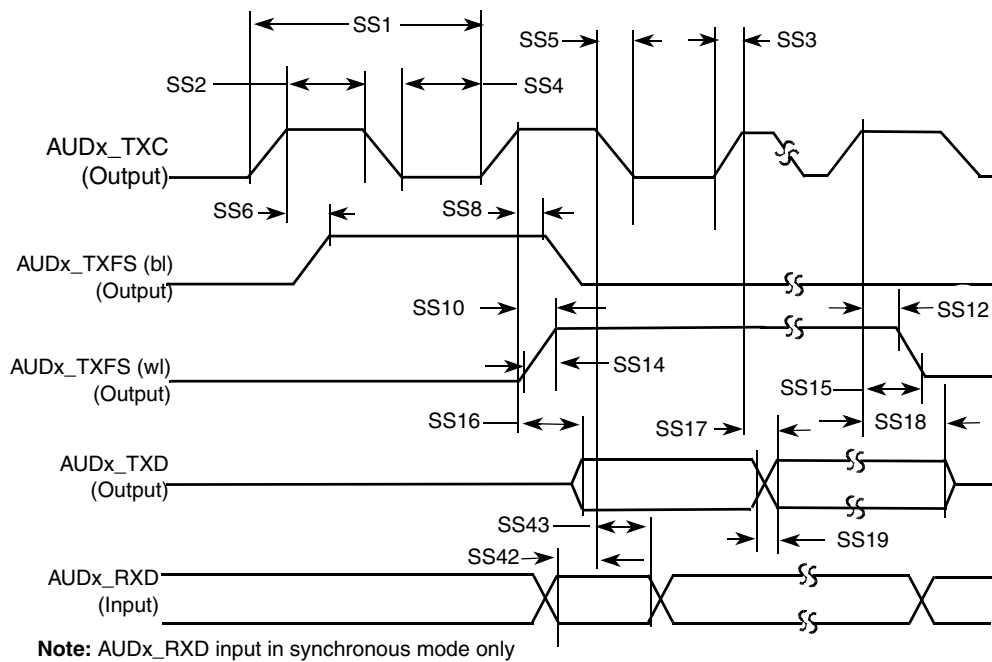 SS1
SS5
SS3
SS2
SS4
AUDx_TXC
(Output)
SS6
SS8
AUDx_TXFS (bl)
(Output)
SS10
SS12
AUDx_TXFS (wl)
(Output)
SS14
SS15
SS16
SS17
SS18
AUDx_TXD
(Output)
SS43
SS42
SS19
AUDx_RXD
(Input)
Note: AUDx_RXD input in synchronous mode only